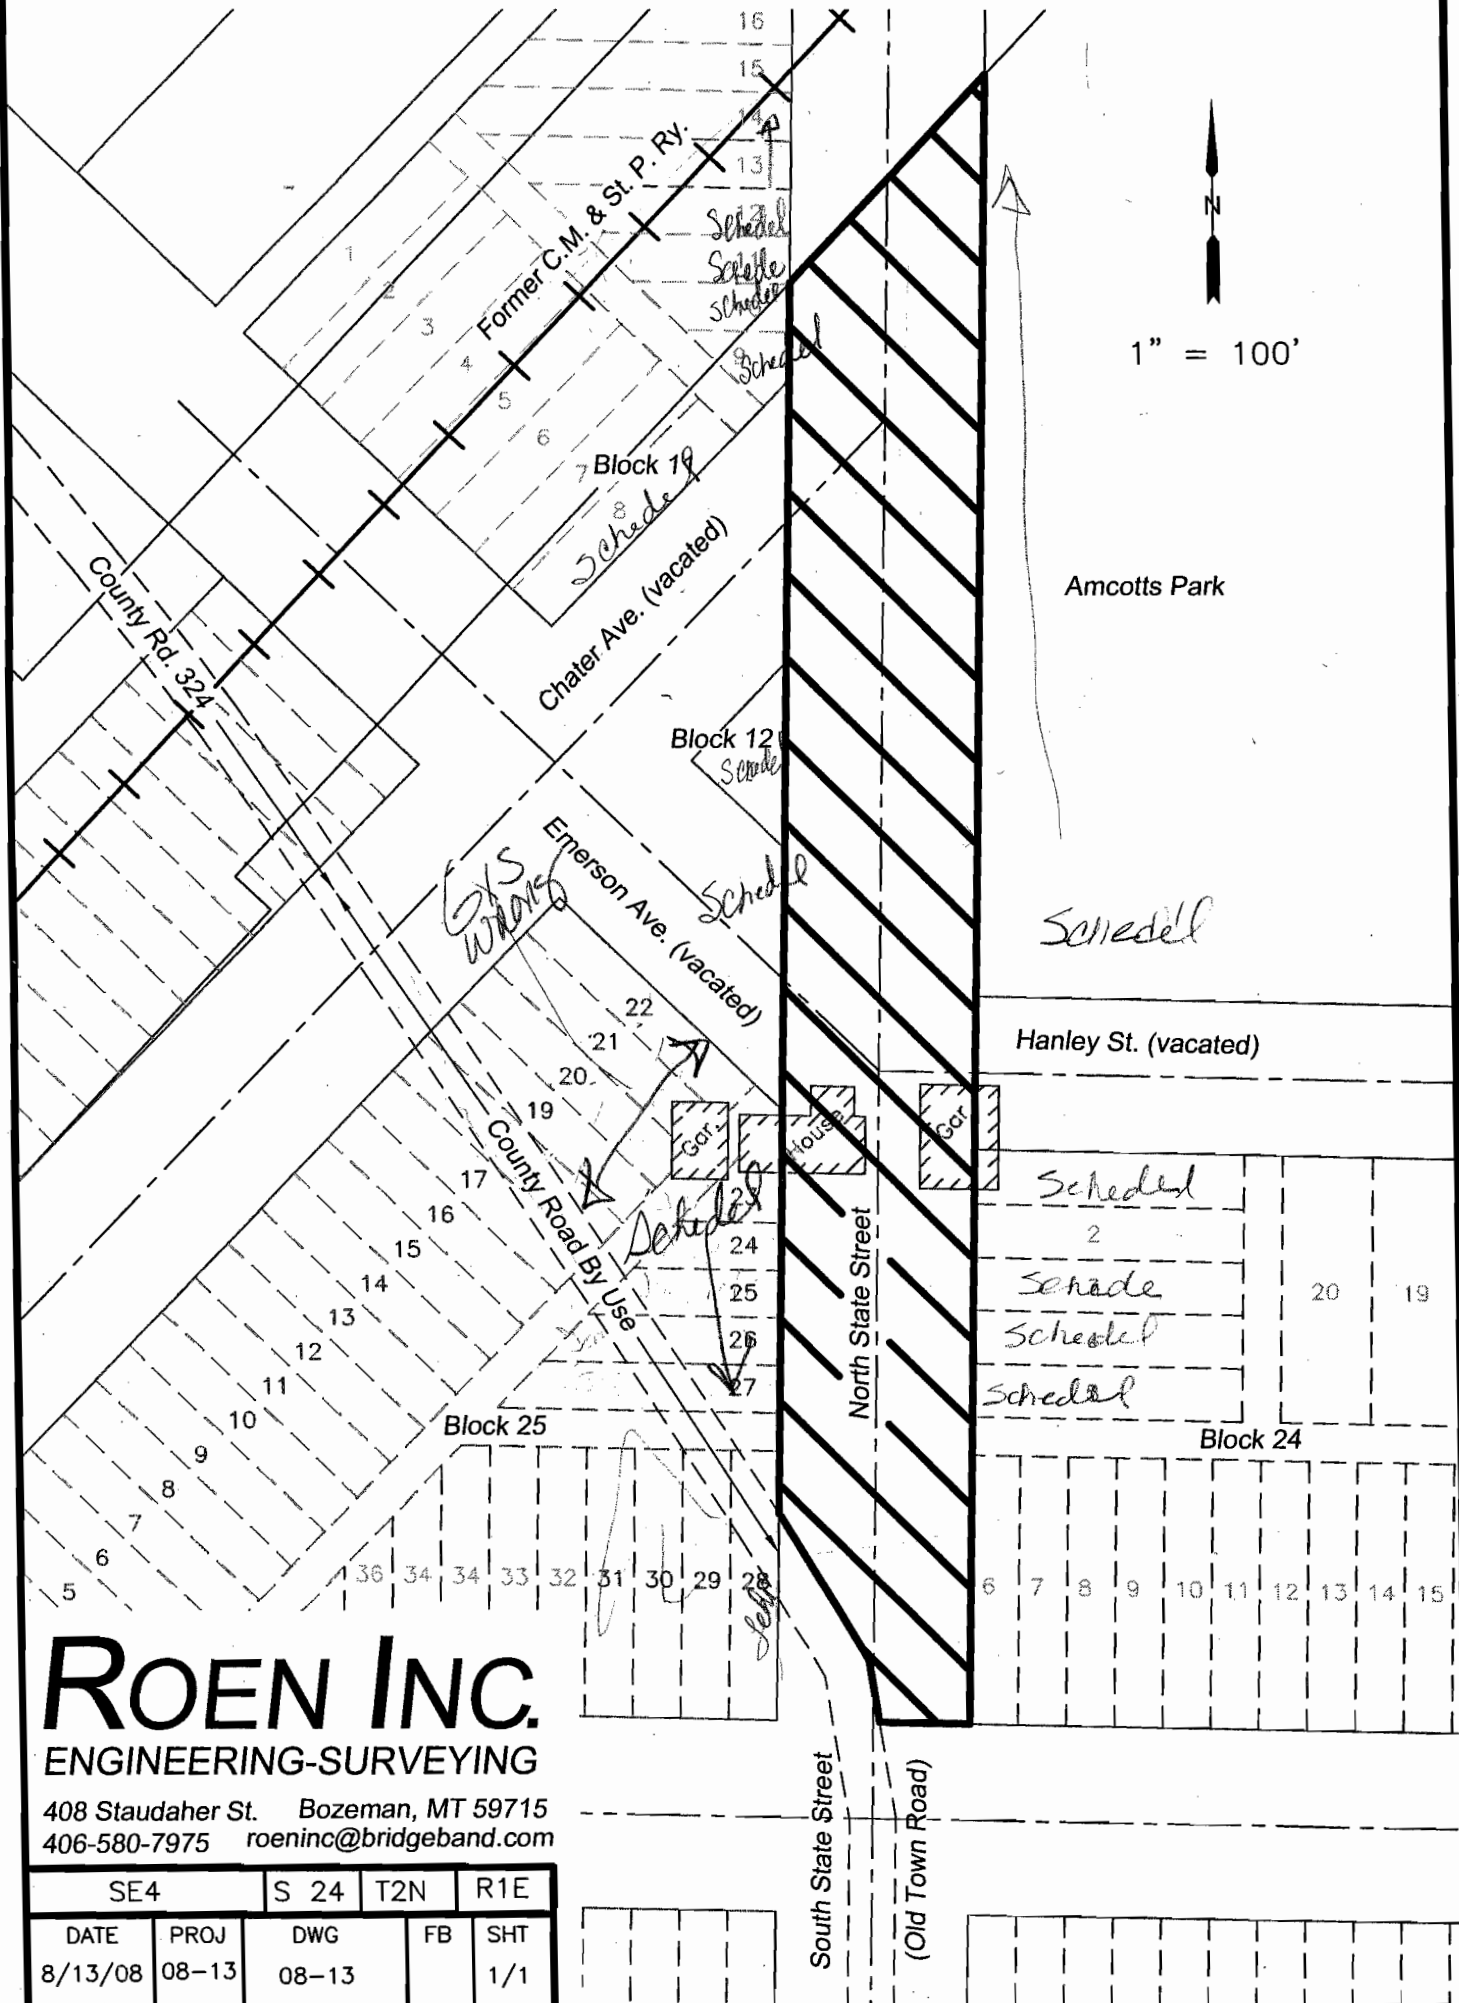 16
15
14
13
Former C.M. & St. P. Ry.
Schedel
Schedel
Schedel
9
Schedel
N
1" = 100'
1
2
3
4
5
6
7
8
Block 19
Schedel
Chater Ave. (vacated)
County Rd. 324
Amcotts Park
Block 12
Schedel
Emerson Ave. (vacated)
GIS
Wrong
Schedel
Schedel
Hanley St. (vacated)
22
21
20
19
17
16
15
14
13
12
11
10
9
8
7
6
5
County Road By Use
Gar.
House
Gar.
Schedel
24
25
26
27
North State Street
Schedel
2
Schedel
Schedel
Schedel
20
19
Block 25
Block 24
36 34 34 33 32 31 30 29 28
6 7 8 9 10 11 12 13 14 15
ROEN INC.
ENGINEERING-SURVEYING
408 Staudaher St. Bozeman, MT 59715
406-580-7975 roeninc@bridgeband.com
South State Street
(Old Town Road)
SE4 S 24 T2N R1E
DATE PROJ DWG FB SHT
8/13/08 08-13 08-13 1/1